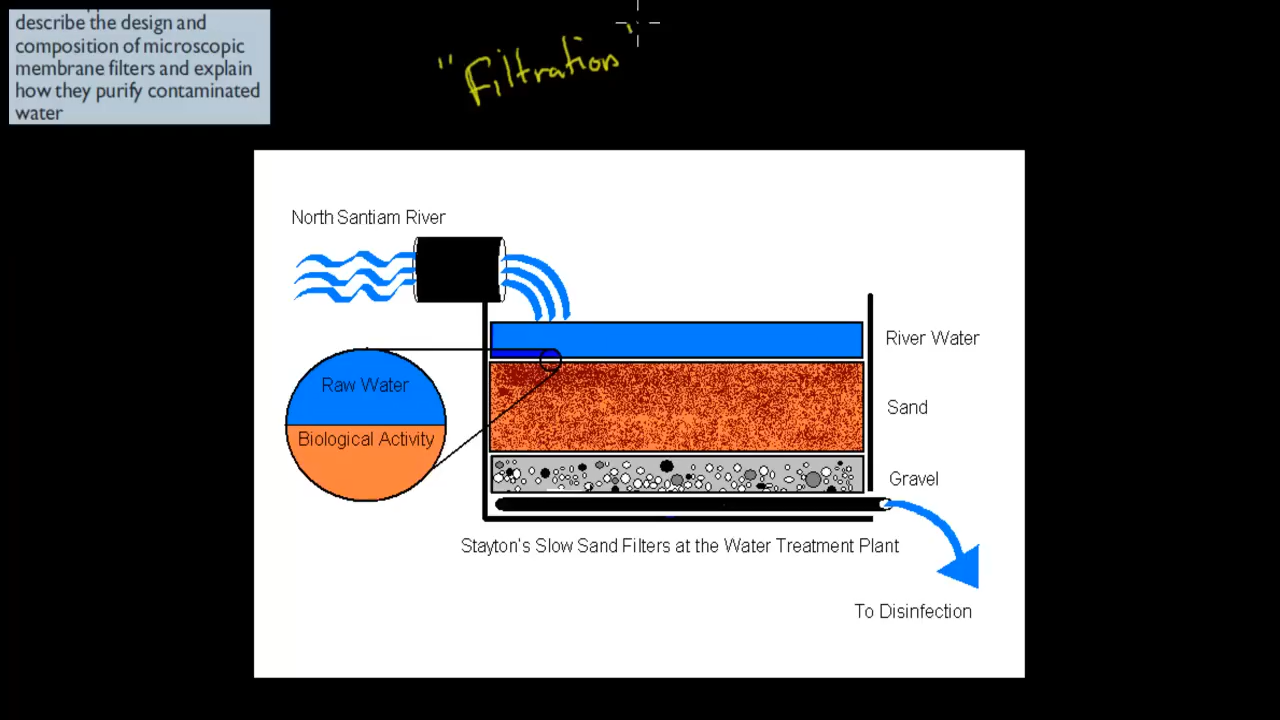 describe the design and
composition of microscopic
membrane filters and explain
how they purify contaminated
water
"Filtration"
North Santiam River
River Water
Raw Water
Sand
Biological Activity
Gravel
Stayton's Slow Sand Filters at the Water Treatment Plant
To Disinfection